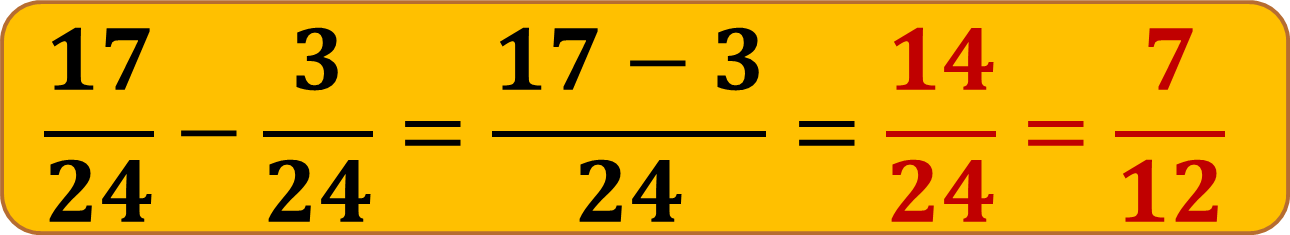 17/24 − 3/24 = (17 − 3)/24 = 14/24 = 7/12